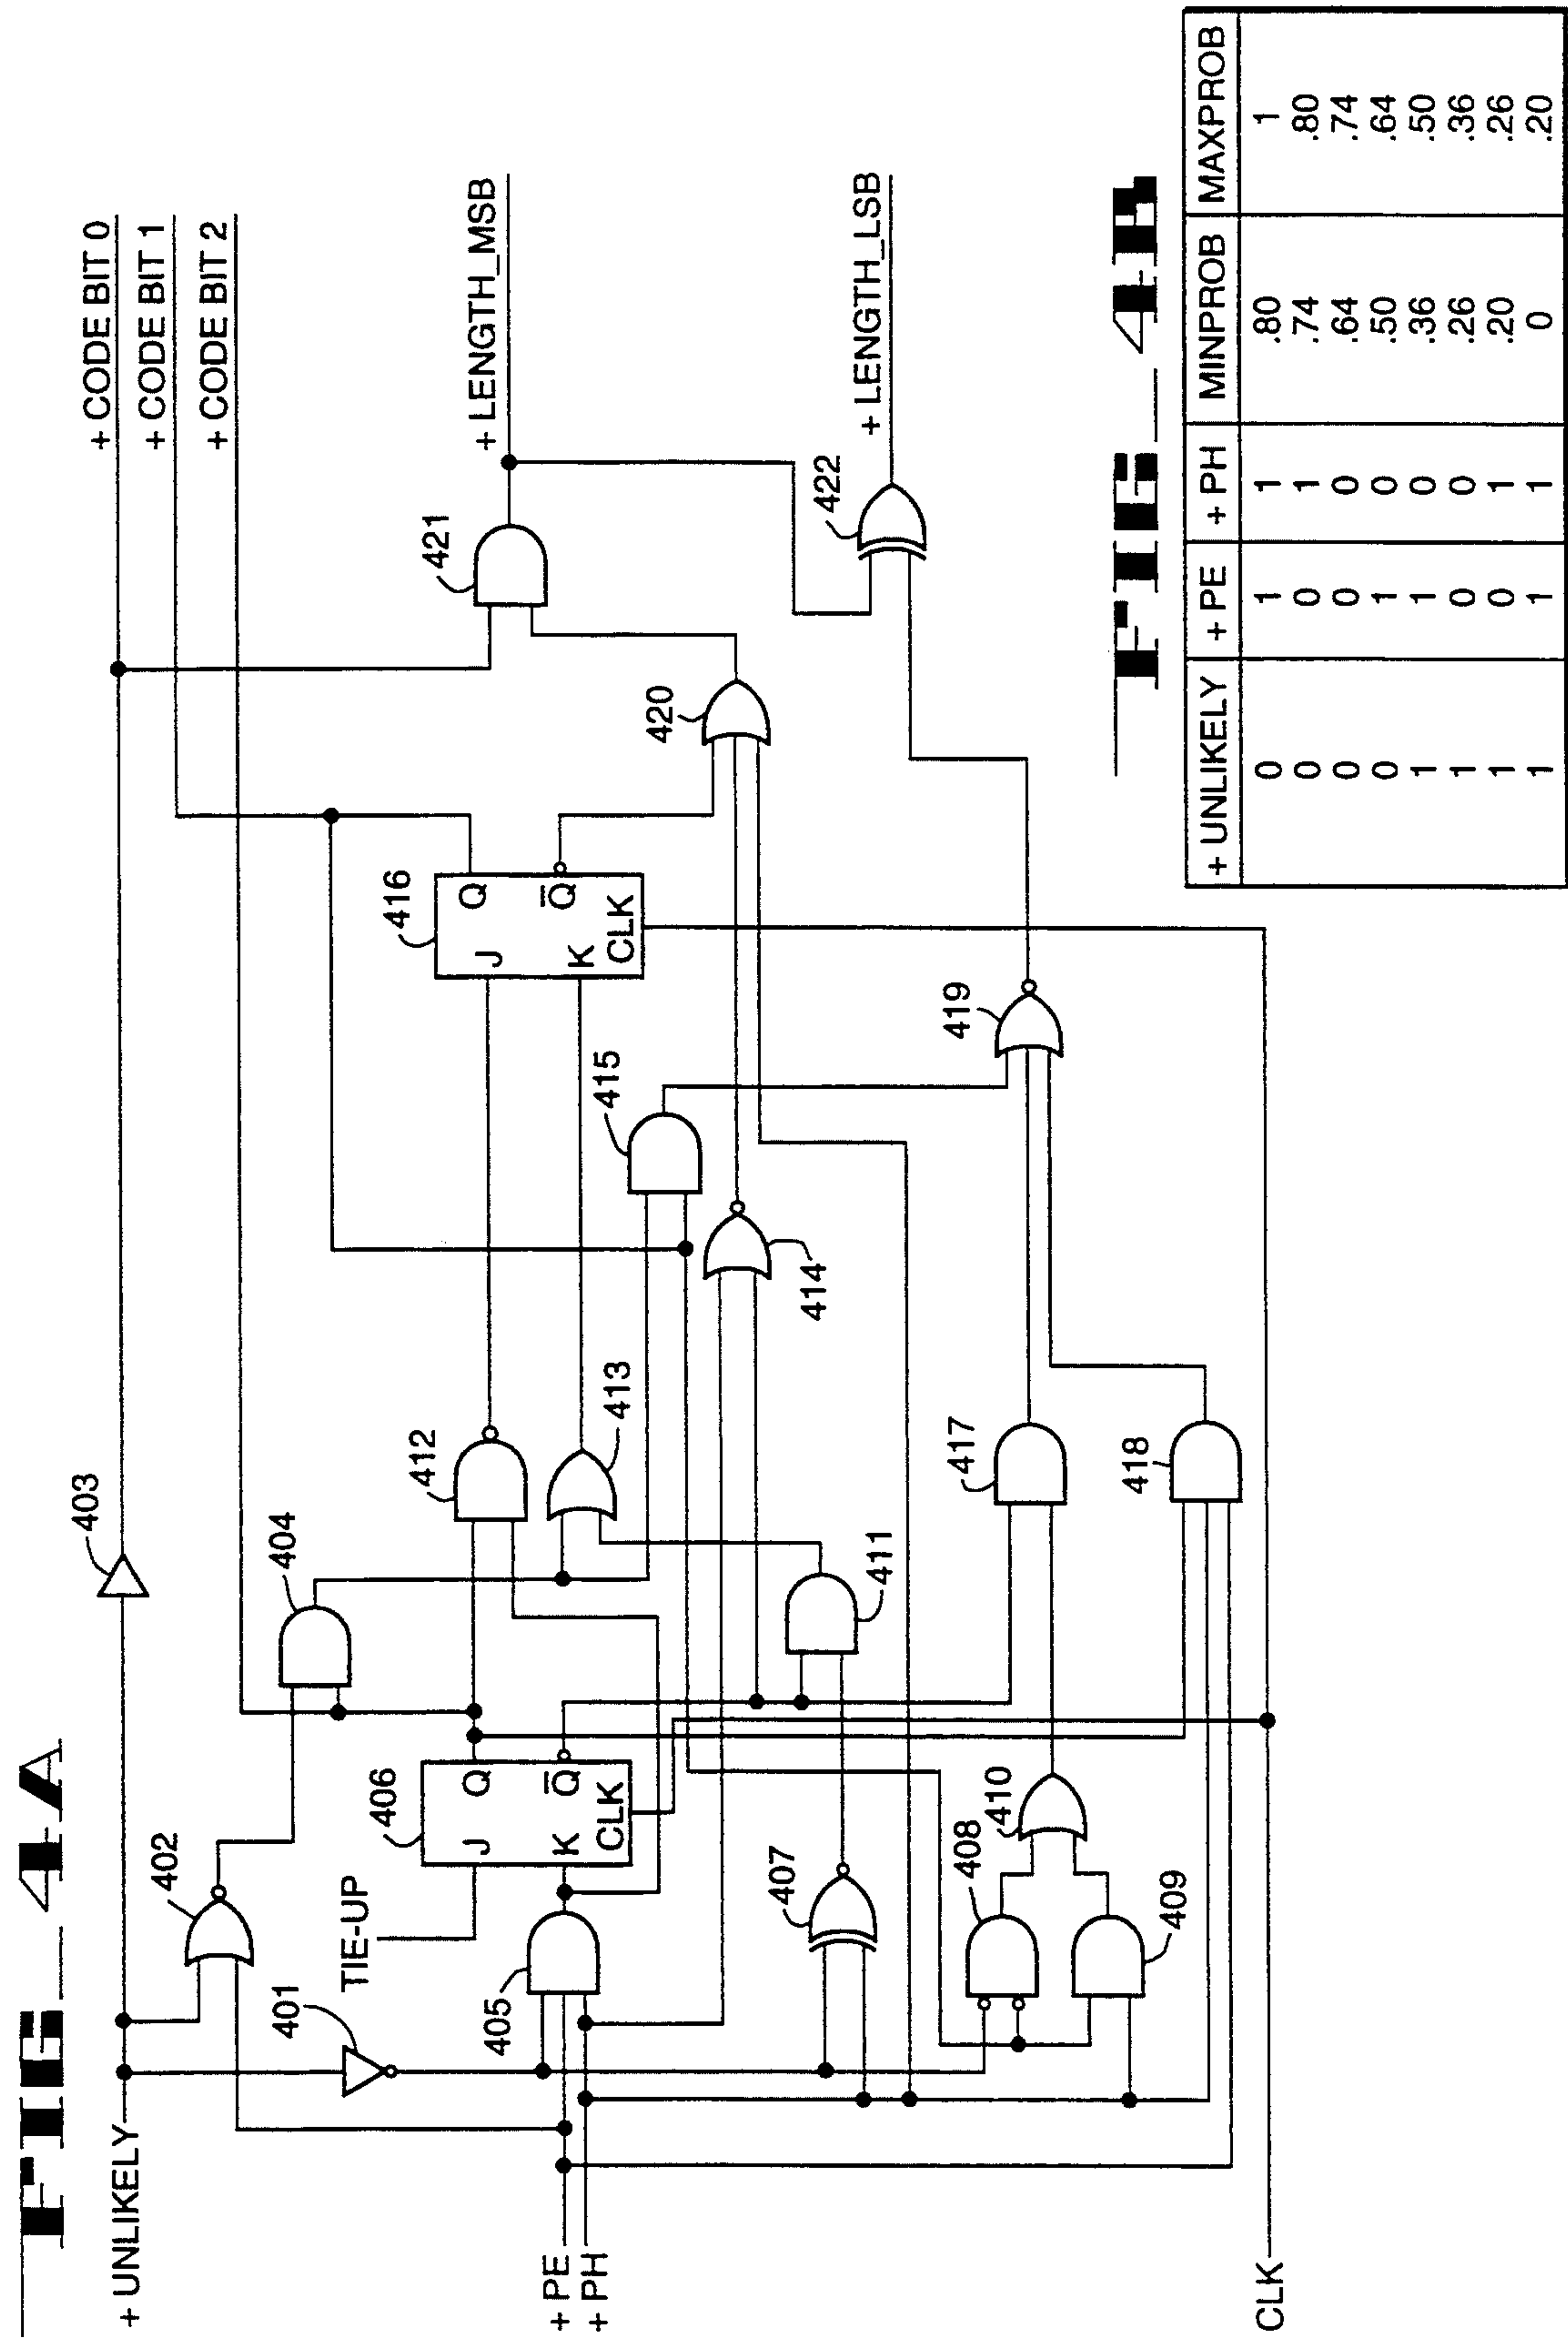 FIG_4A
+ UNLIKELY
+ PE
+ PH
CLK
TIE-UP
401
402
403
404
405
406
J
K
CLK
Q
Q̅
407
408
409
410
411
412
413
414
415
416
J
K
CLK
Q
Q̅
417
418
419
420
421
422
+ CODE BIT 0
+ CODE BIT 1
+ CODE BIT 2
+ LENGTH_MSB
+ LENGTH_LSB
FIG_4B
+ UNLIKELY + PE + PH MINPROB MAXPROB
0 1 1 .80 1
0 0 1 .74 .80
0 0 0 .64 .74
0 1 0 .50 .64
1 1 0 .36 .50
1 0 0 .26 .36
1 0 1 .20 .26
1 1 1 0 .20